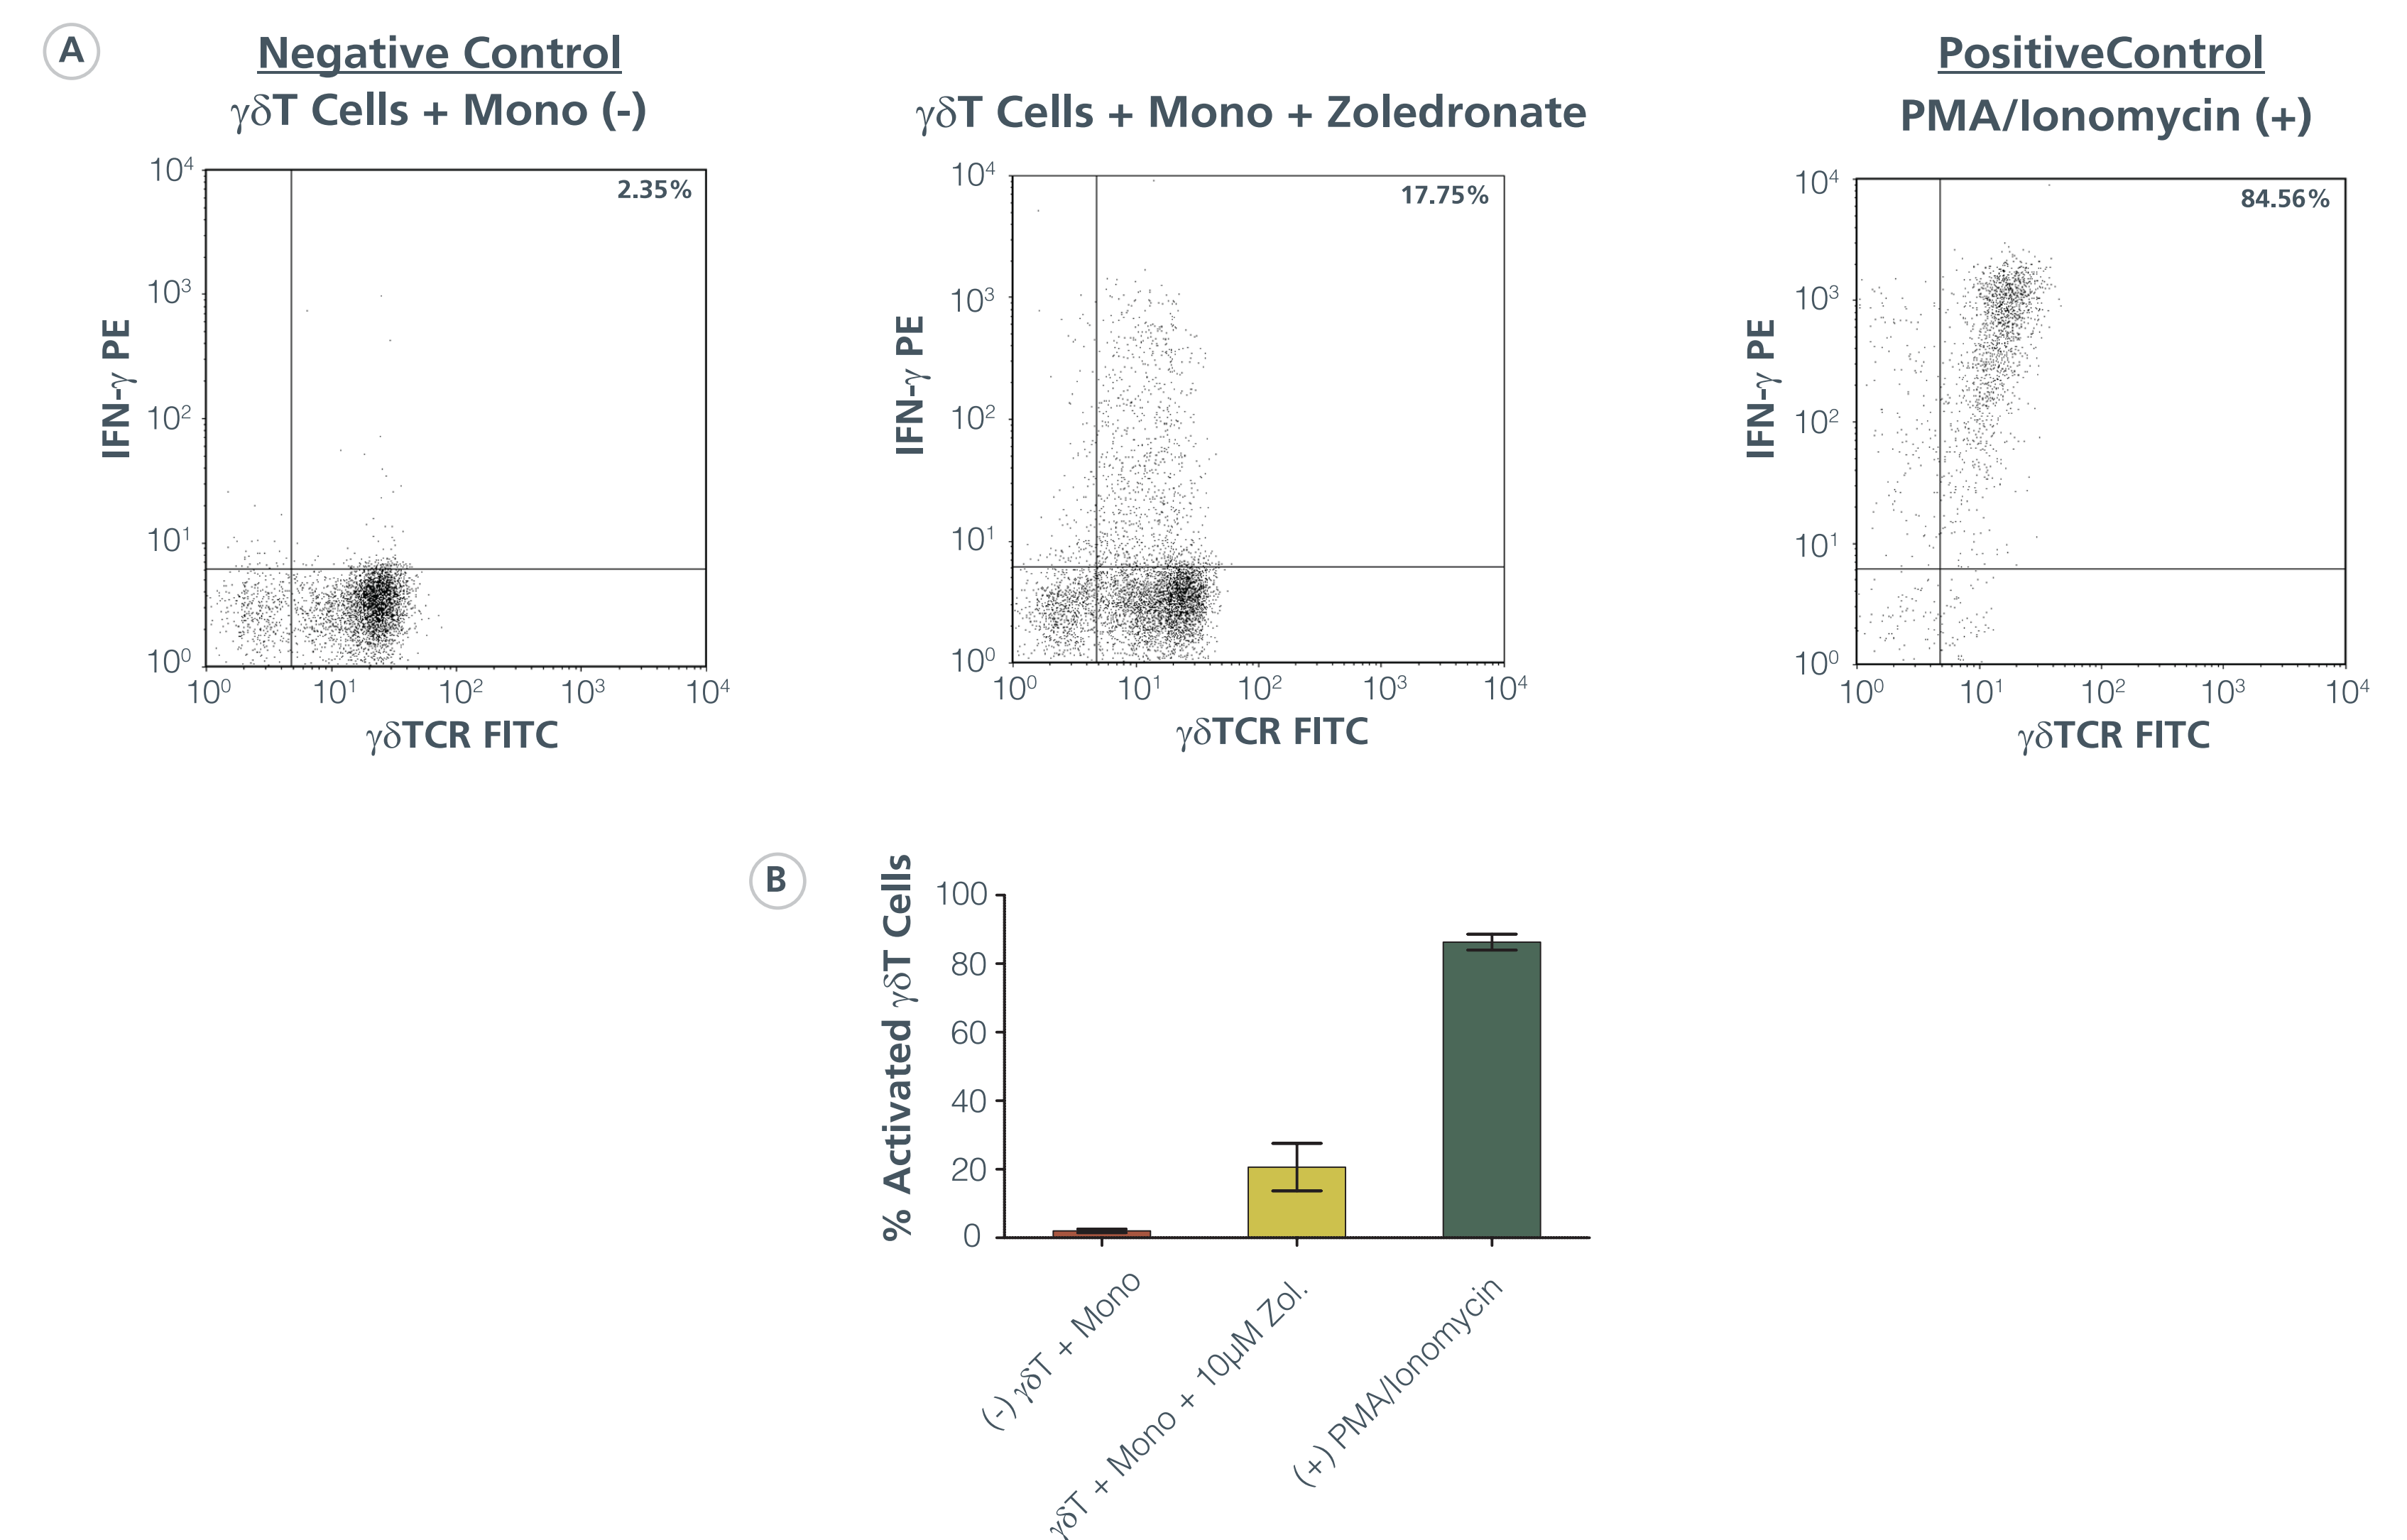 A
Negative Control
γδT Cells + Mono (-)
10⁴
10³
10²
10¹
10⁰
IFN-γ PE
2.35%
10⁰ 10¹ 10² 10³ 10⁴
γδTCR FITC
γδT Cells + Mono + Zoledronate
10⁴
10³
10²
10¹
10⁰
IFN-γ PE
17.75%
10⁰ 10¹ 10² 10³ 10⁴
γδTCR FITC
PositiveControl
PMA/Ionomycin (+)
10⁴
10³
10²
10¹
10⁰
IFN-γ PE
84.56%
10⁰ 10¹ 10² 10³ 10⁴
γδTCR FITC
B
% Activated γδT Cells
100
80
60
40
20
0
(-) γδT + Mono
γδT + Mono + 10μM Zol.
(+) PMA/Ionomycin